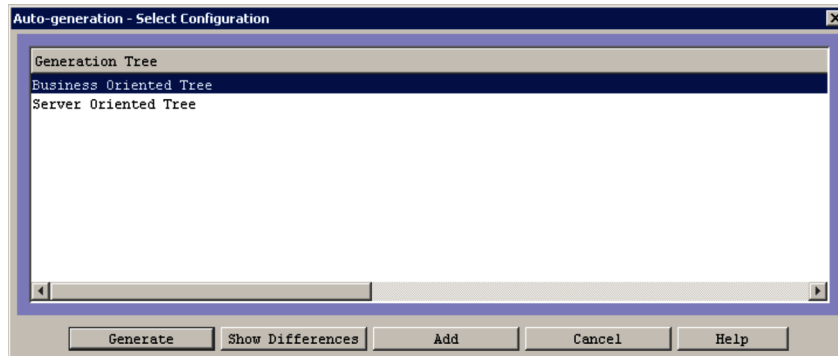 Auto-generation - Select Configuration
Generation Tree
Business Oriented Tree
Server Oriented Tree
Generate Show Differences Add Cancel Help